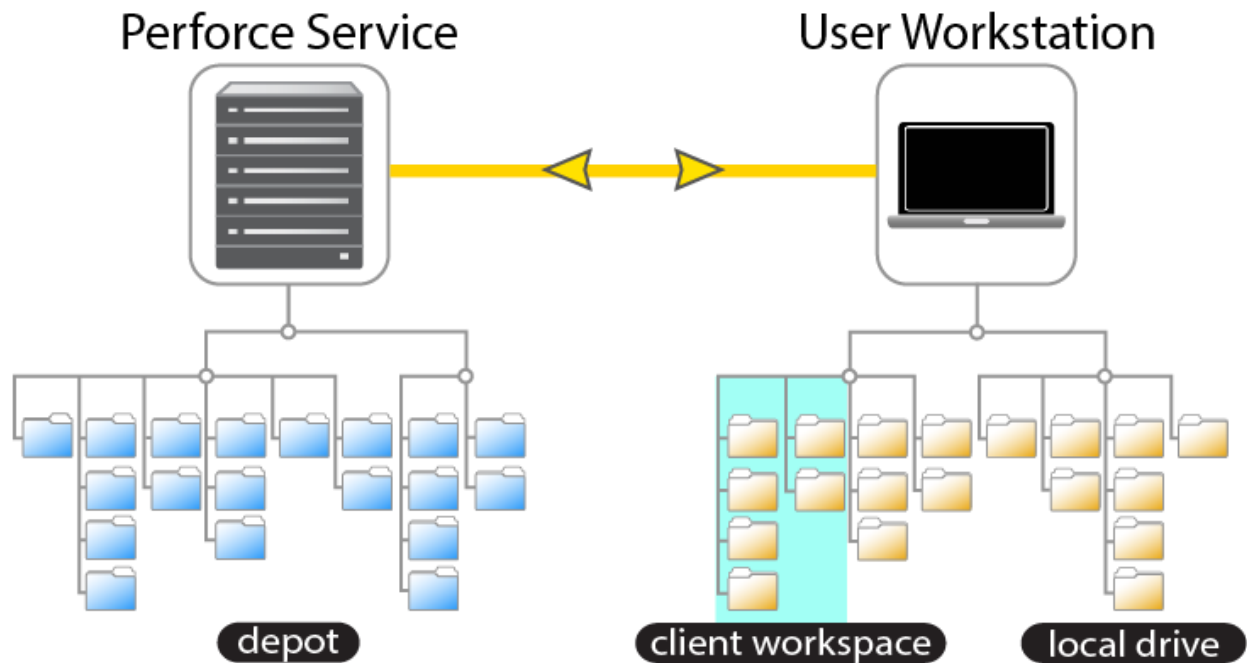 Perforce Service
User Workstation
depot
client workspace
local drive